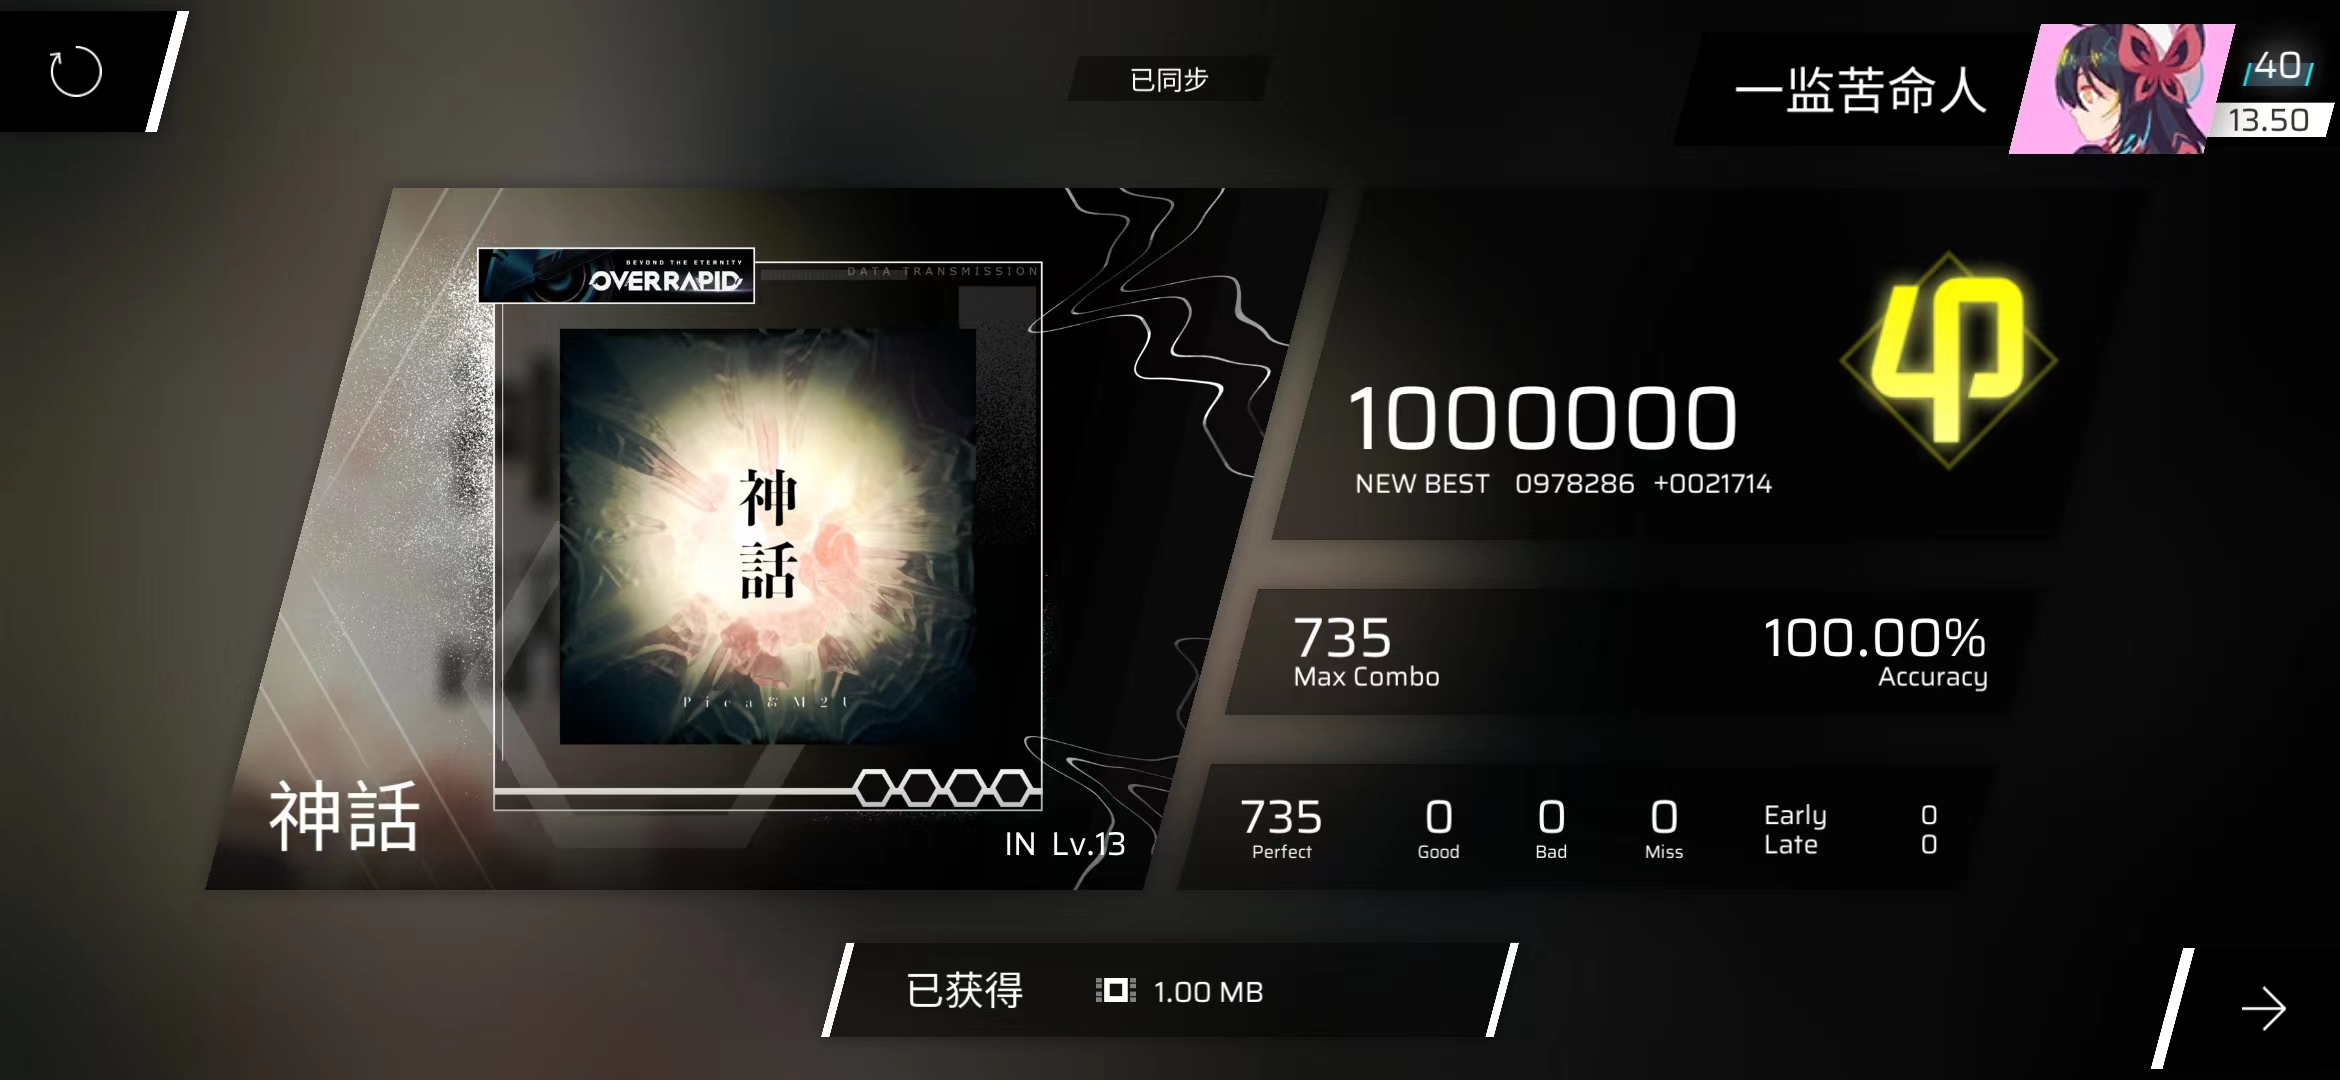 已同步
一监苦命人
40
13.50
BEYOND THE ETERNITY
OVERRAPID
DATA TRANSMISSION
神
話
Pica&M2U
神話
IN Lv.13
1000000
NEW BEST 0978286 +0021714
735
Max Combo
100.00%
Accuracy
735
Perfect
0
Good
0
Bad
0
Miss
Early 0
Late 0
已获得 1.00 MB